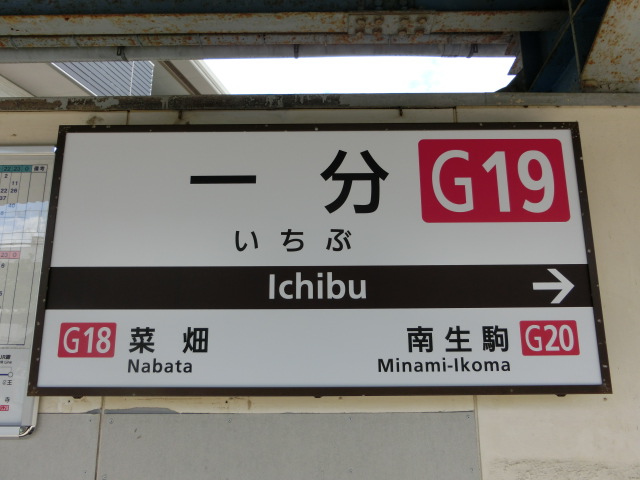 一分 G19
いちぶ
Ichibu →
G18 菜畑
Nabata
南生駒 G20
Minami-Ikoma